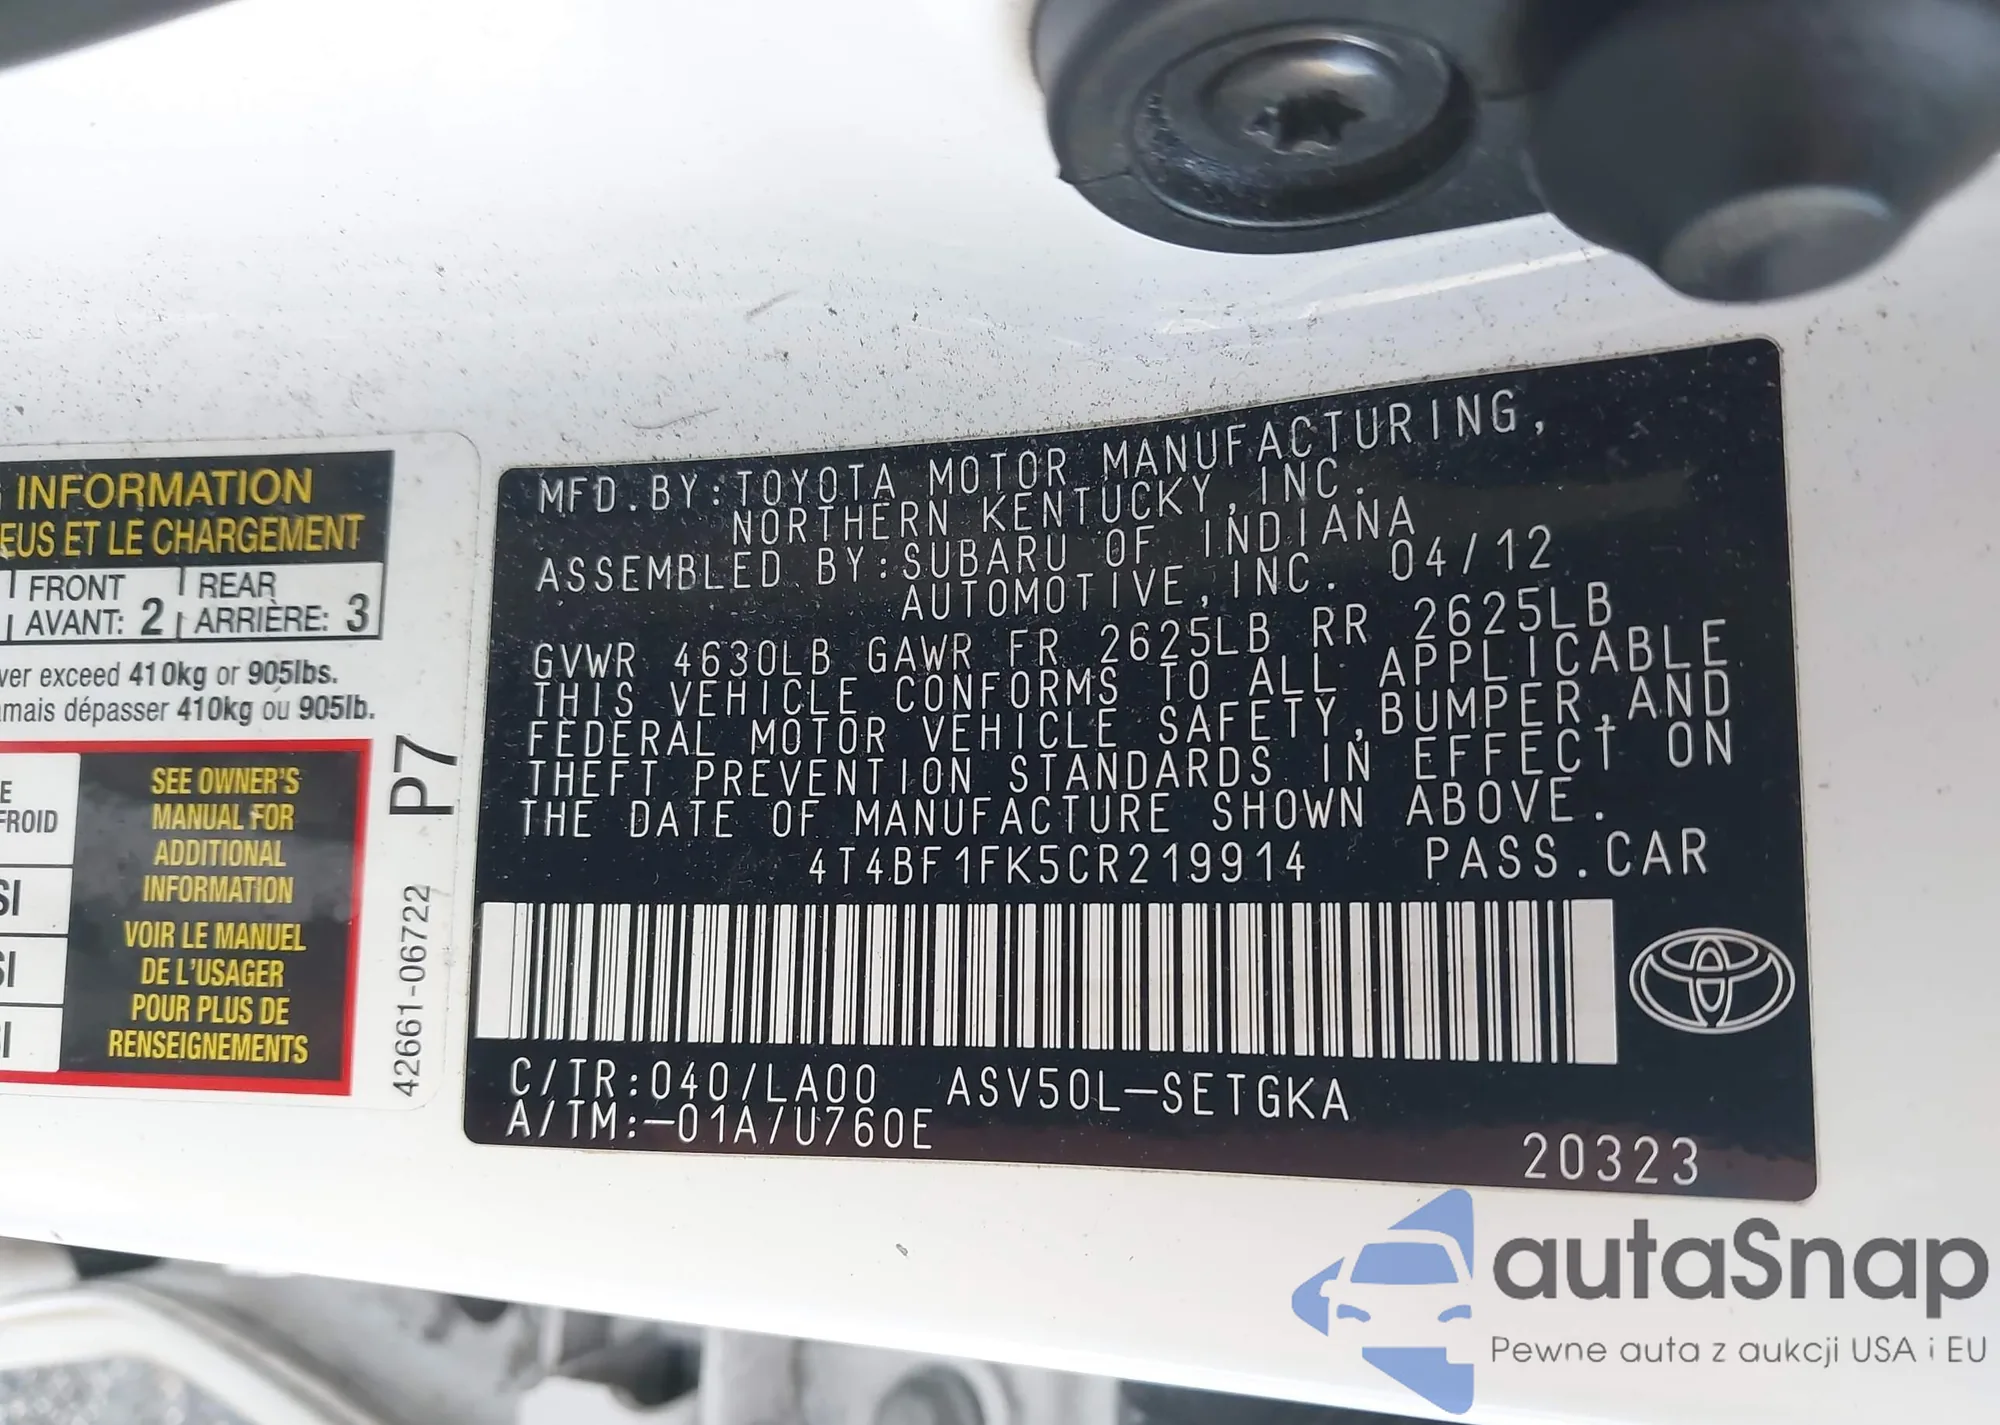 INFORMATION
EUS ET LE CHARGEMENT
FRONT REAR
AVANT: 2 ARRIÈRE: 3
ver exceed 410kg or 905lbs.
amais dépasser 410kg ou 905lb.
E
FROID
SI
SI
SI
SEE OWNER'S
MANUAL FOR
ADDITIONAL
INFORMATION
VOIR LE MANUEL
DE L'USAGER
POUR PLUS DE
RENSEIGNEMENTS
P7
42661-06722
MFD.BY:TOYOTA MOTOR MANUFACTURING,
NORTHERN KENTUCKY,INC.
ASSEMBLED BY:SUBARU OF INDIANA
AUTOMOTIVE,INC. 04/12
GVWR 4630LB GAWR FR 2625LB RR 2625LB
THIS VEHICLE CONFORMS TO ALL APPLICABLE
FEDERAL MOTOR VEHICLE SAFETY,BUMPER,AND
THEFT PREVENTION STANDARDS IN EFFECT ON
THE DATE OF MANUFACTURE SHOWN ABOVE.
4T4BF1FK5CR219914 PASS.CAR
C/TR:040/LA00 ASV50L-SETGKA
A/TM:-01A/U760E
20323
autaSnap
Pewne auta z aukcji USA i EU